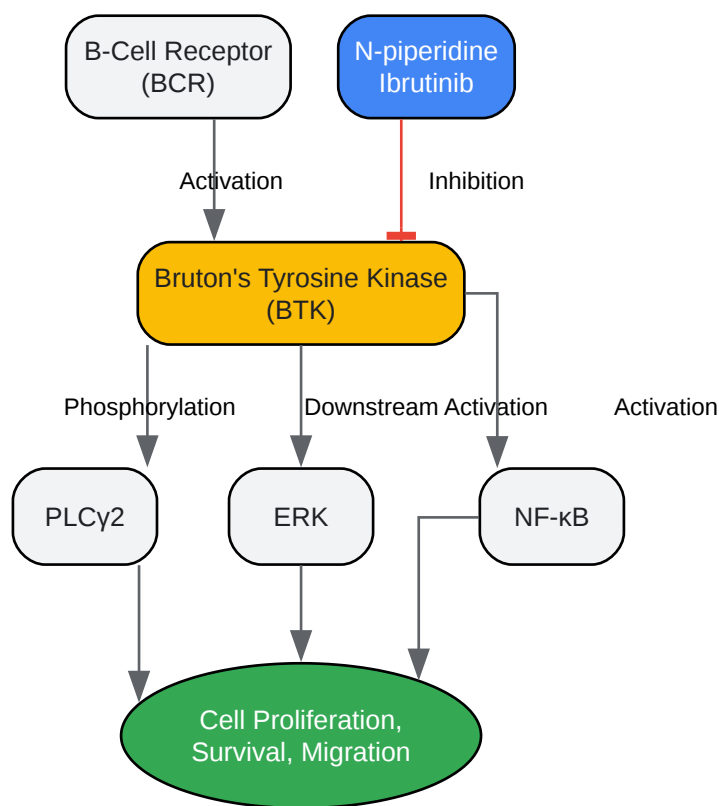 B-Cell Receptor
(BCR)
N-piperidine
Ibrutinib
Activation
Inhibition
Bruton's Tyrosine Kinase
(BTK)
Phosphorylation
Downstream Activation
Activation
PLCγ2
ERK
NF-κB
Cell Proliferation,
Survival, Migration